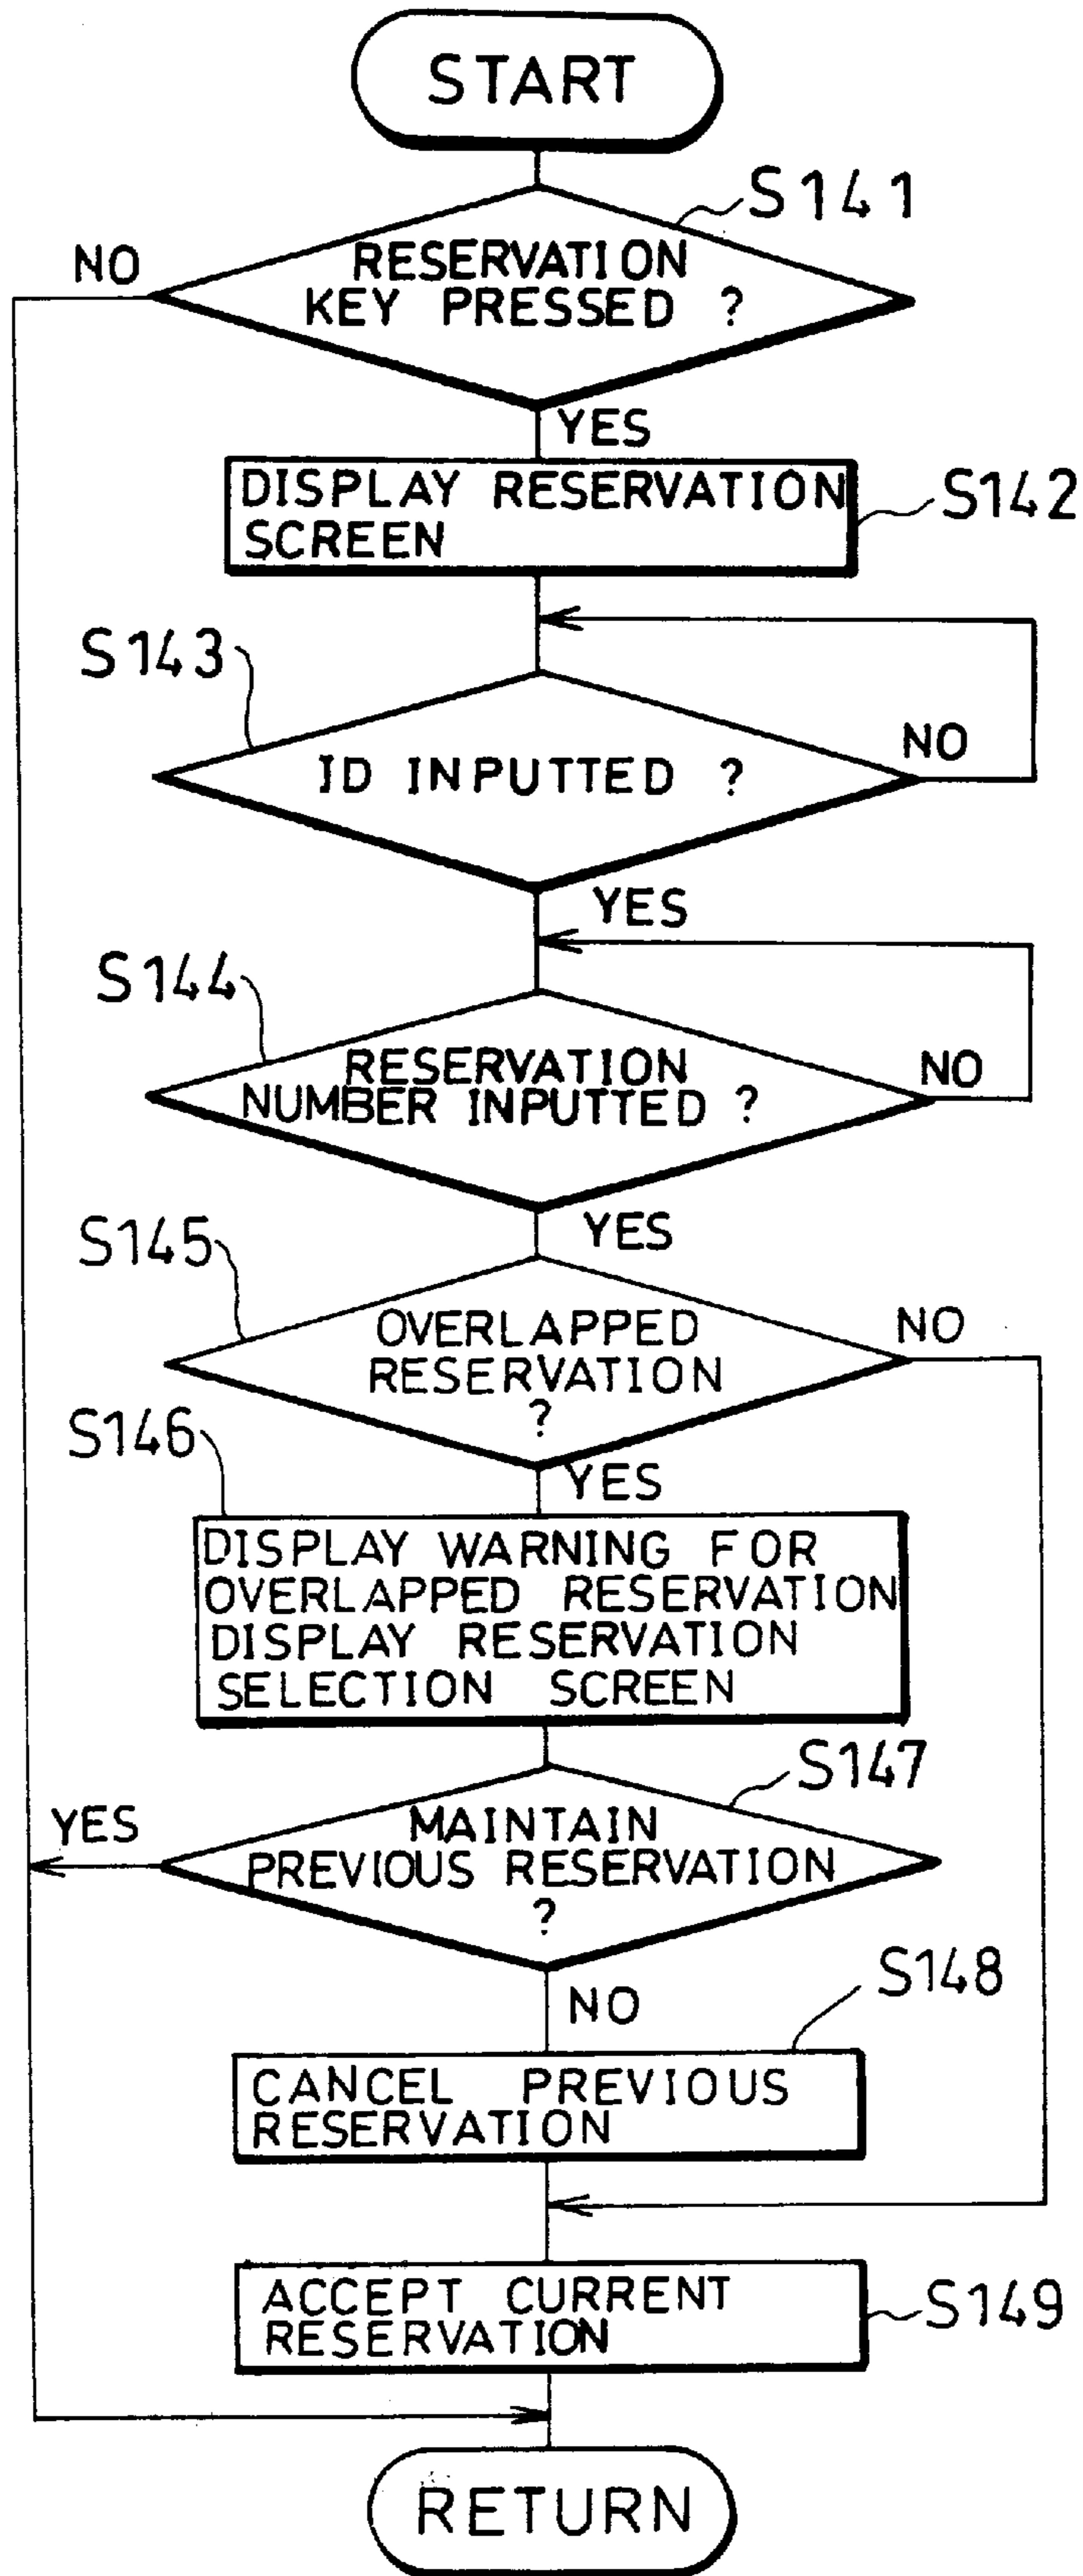 START
S141
NO
RESERVATION
KEY PRESSED ?
YES
DISPLAY RESERVATION
SCREEN
S142
S143
ID INPUTTED ?
NO
YES
S144
RESERVATION
NUMBER INPUTTED ?
NO
YES
S145
OVERLAPPED
RESERVATION
?
NO
S146
YES
DISPLAY WARNING FOR
OVERLAPPED RESERVATION
DISPLAY RESERVATION
SELECTION SCREEN
S147
YES
MAINTAIN
PREVIOUS RESERVATION
?
S148
NO
CANCEL PREVIOUS
RESERVATION
ACCEPT CURRENT
RESERVATION
S149
RETURN